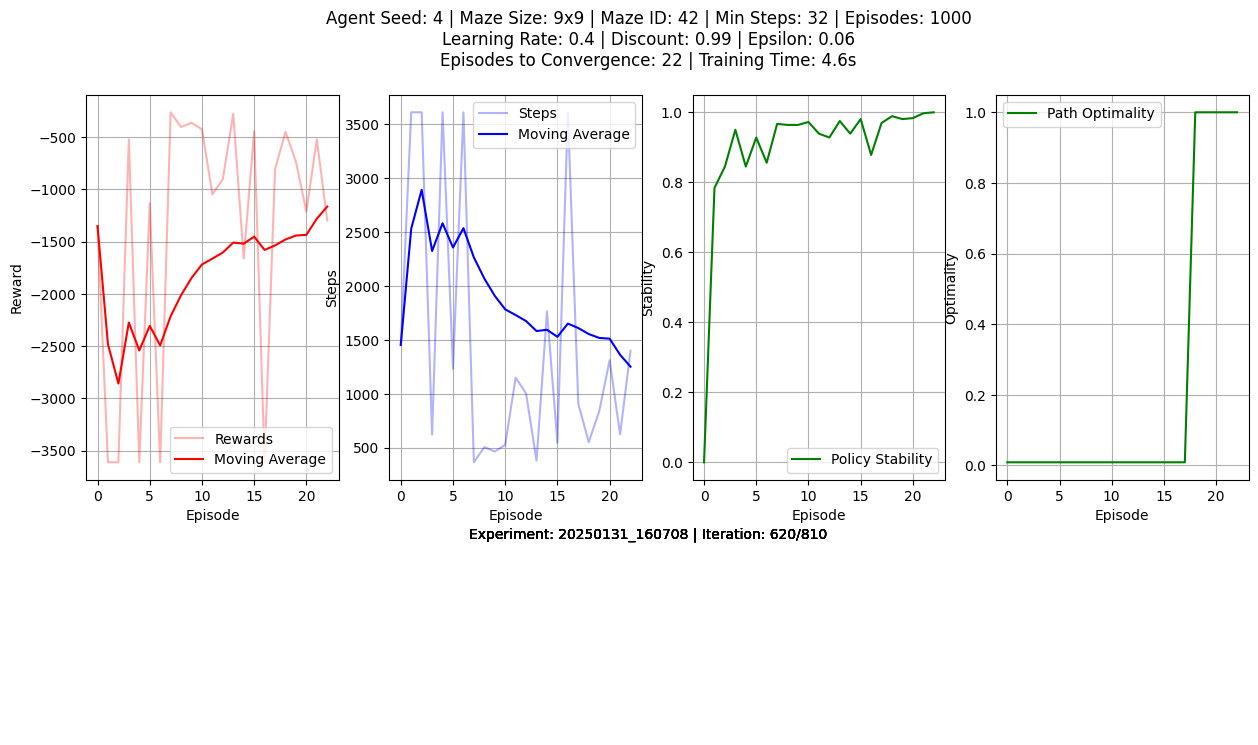 Agent Seed: 4 | Maze Size: 9x9 | Maze ID: 42 | Min Steps: 32 | Episodes: 1000
Learning Rate: 0.4 | Discount: 0.99 | Epsilon: 0.06
Episodes to Convergence: 22 | Training Time: 4.6s
Reward
−500
−1000
−1500
−2000
−2500
−3000
−3500
Rewards
Moving Average
0 5 10 15 20
Episode
Steps
3500
3000
2500
2000
1500
1000
500
Steps
Moving Average
0 5 10 15 20
Episode
Stability
1.0
0.8
0.6
0.4
0.2
0.0
Policy Stability
0 5 10 15 20
Episode
Optimality
1.0
0.8
0.6
0.4
0.2
0.0
Path Optimality
0 5 10 15 20
Episode
Experiment: 20250131_160708 | Iteration: 620/810